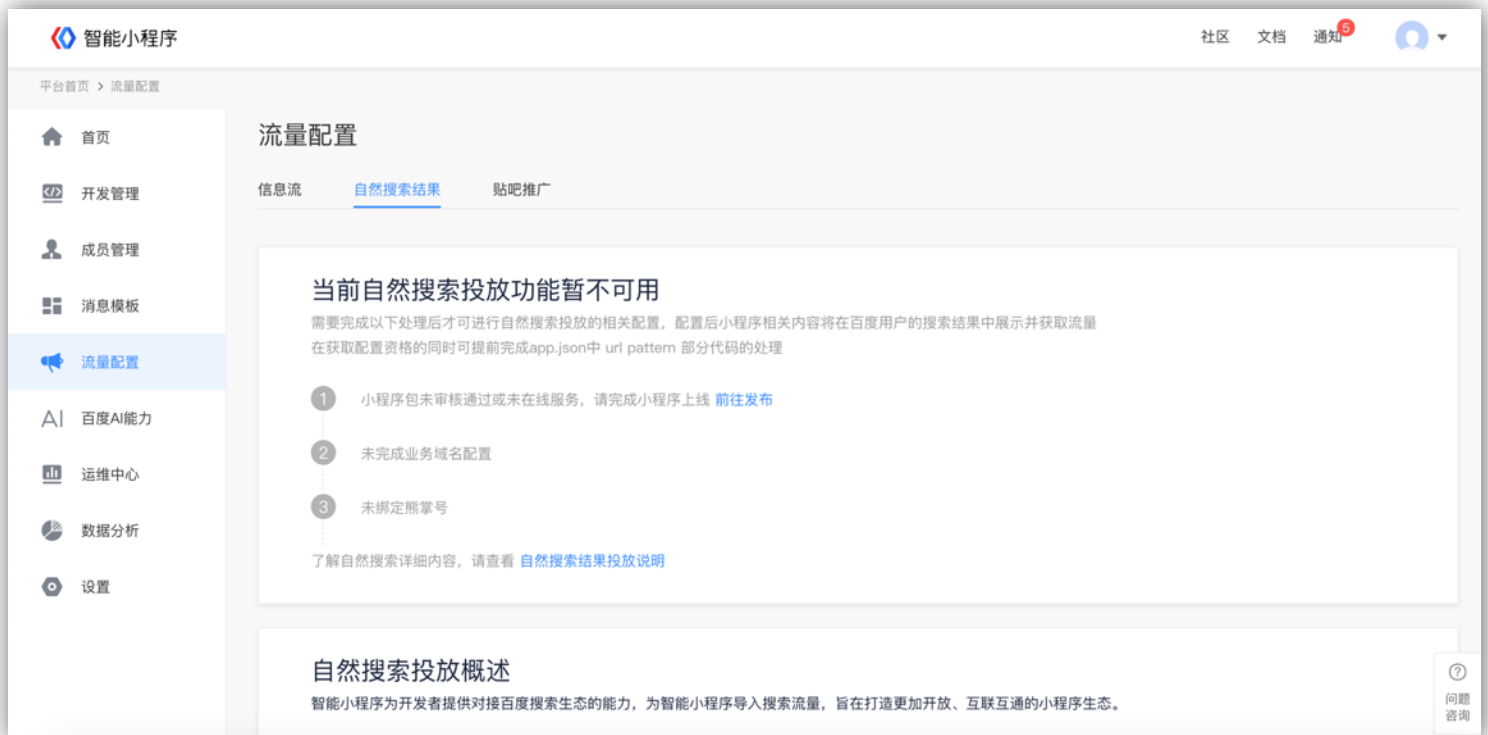 智能小程序
社区 文档 通知 5
平台首页 > 流量配置
首页
开发管理
成员管理
消息模板
流量配置
AI 百度AI能力
运维中心
数据分析
设置
流量配置
信息流 自然搜索结果 贴吧推广
当前自然搜索投放功能暂不可用
需要完成以下处理后才可进行自然搜索投放的相关配置，配置后小程序相关内容将在百度用户的搜索结果中展示并获取流量
在获取配置资格的同时可提前完成app.json中 url pattern 部分代码的处理
1 小程序包未审核通过或未在线服务，请完成小程序上线 前往发布
2 未完成业务域名配置
3 未绑定熊掌号
了解自然搜索详细内容，请查看 自然搜索结果投放说明
自然搜索投放概述
智能小程序为开发者提供对接百度搜索生态的能力，为智能小程序导入搜索流量，旨在打造更加开放、互联互通的小程序生态。
?
问题
咨询